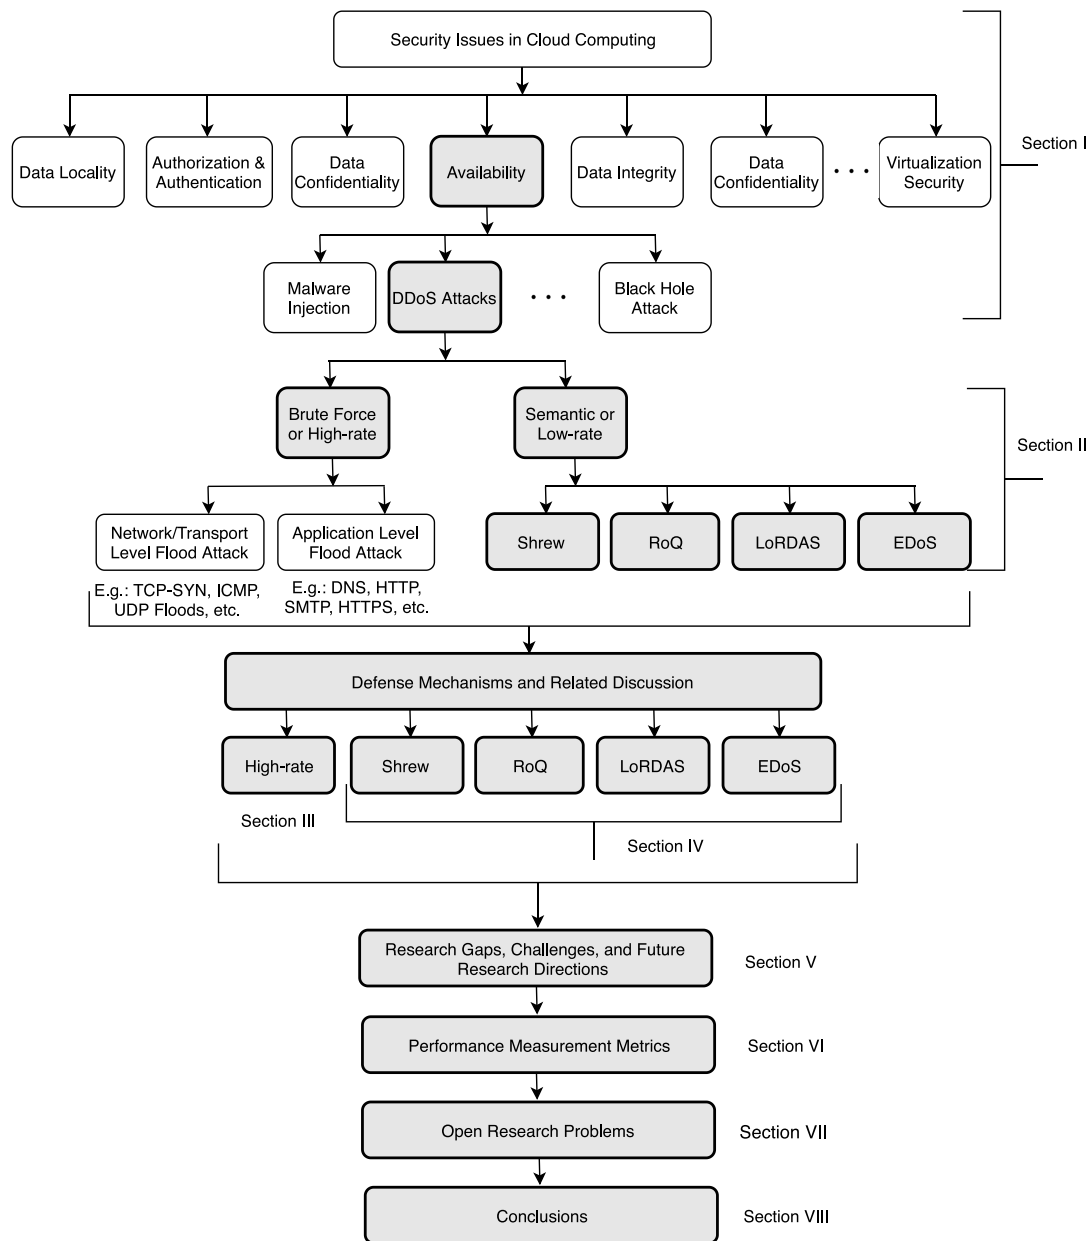 Security Issues in Cloud Computing
Section I
Data Locality
Authorization &
Authentication
Data
Confidentiality
Availability
Data Integrity
Data
Confidentiality
. . .
Virtualization
Security
Malware
Injection
DDoS Attacks
. . .
Black Hole
Attack
Brute Force
or High-rate
Semantic or
Low-rate
Section II
Network/Transport
Level Flood Attack
Application Level
Flood Attack
Shrew
RoQ
LoRDAS
EDoS
E.g.: TCP-SYN, ICMP,
UDP Floods, etc.
E.g.: DNS, HTTP,
SMTP, HTTPS, etc.
Defense Mechanisms and Related Discussion
High-rate
Shrew
RoQ
LoRDAS
EDoS
Section III
Section IV
Research Gaps, Challenges, and Future
Research Directions
Section V
Performance Measurement Metrics
Section VI
Open Research Problems
Section VII
Conclusions
Section VIII